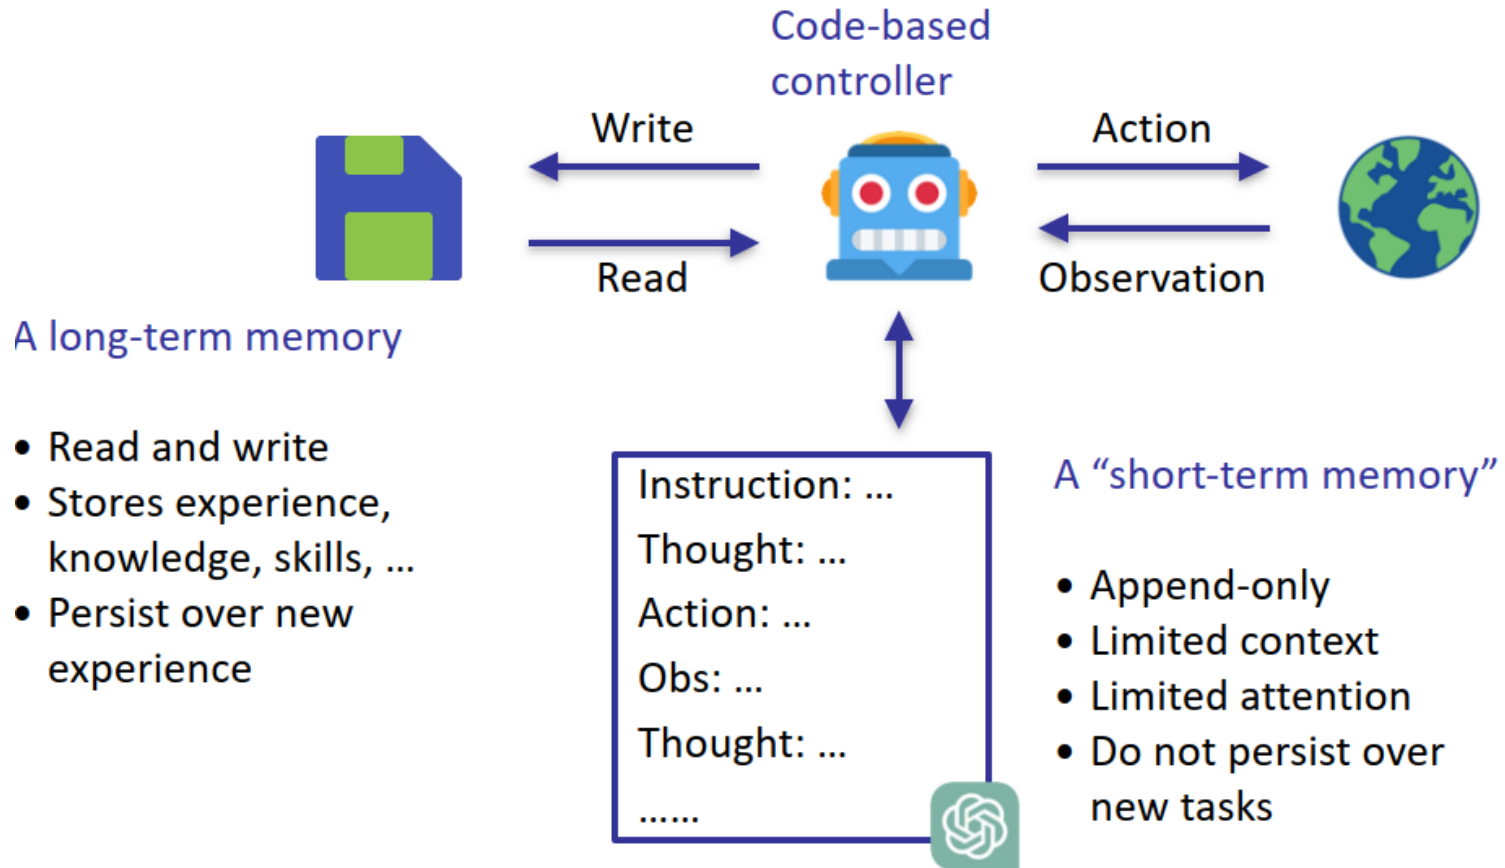 Code-based
controller
Write
Action
Read
Observation
A long-term memory
• Read and write
• Stores experience,
knowledge, skills, ...
• Persist over new
experience
Instruction: ...
Thought: ...
Action: ...
Obs: ...
Thought: ...
......
A “short-term memory”
• Append-only
• Limited context
• Limited attention
• Do not persist over
new tasks